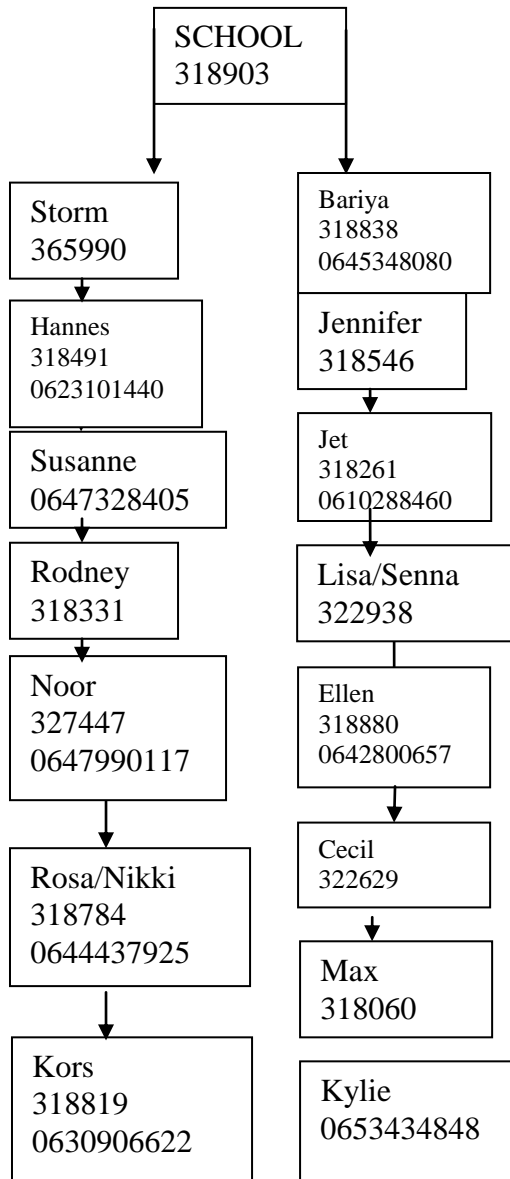 SCHOOL
318903
Storm
365990
Hannes
318491
0623101440
Susanne
0647328405
Rodney
318331
Noor
327447
0647990117
Rosa/Nikki
318784
0644437925
Kors
318819
0630906622
Bariya
318838
0645348080
Jennifer
318546
Jet
318261
0610288460
Lisa/Senna
322938
Ellen
318880
0642800657
Cecil
322629
Max
318060
Kylie
0653434848